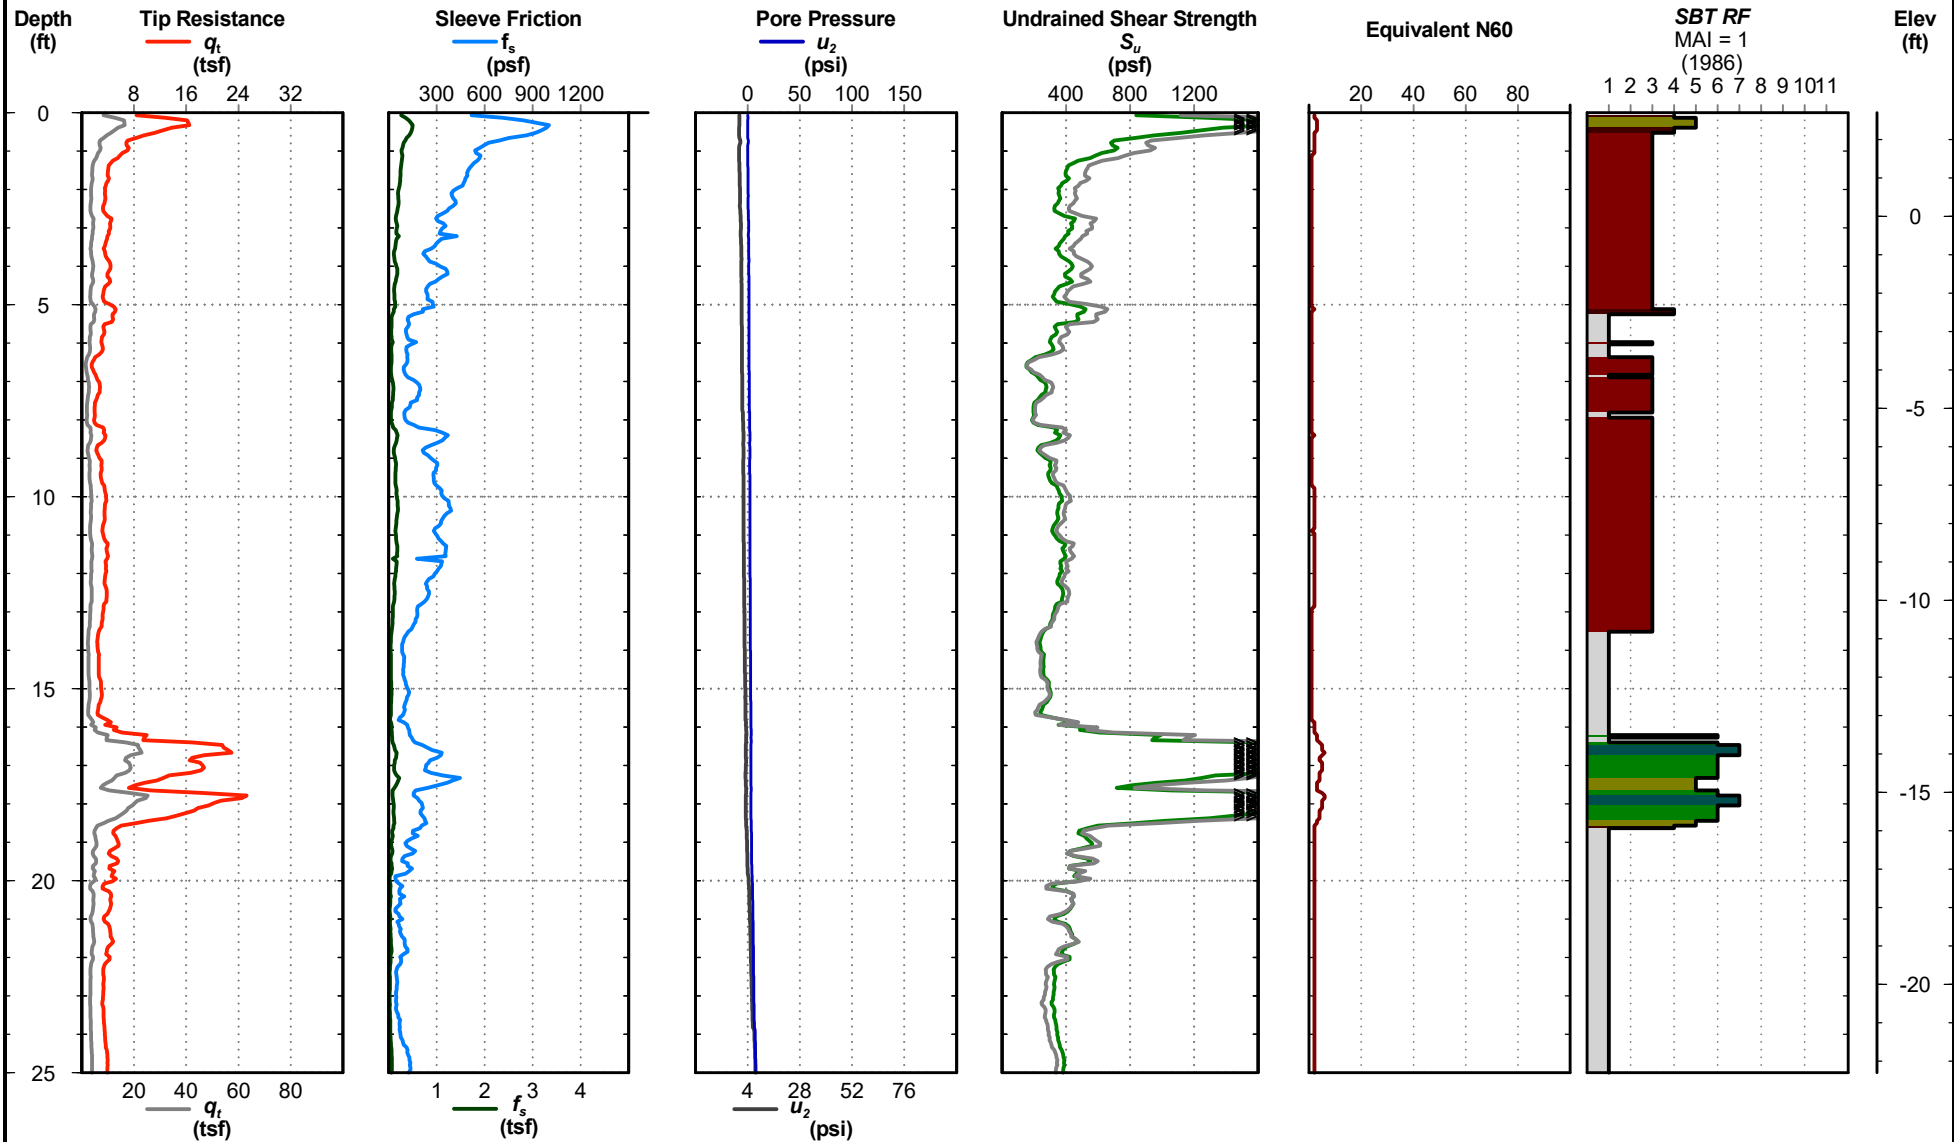 Depth
(ft)
Tip Resistance
qt
(tsf)
Sleeve Friction
fs
(psf)
Pore Pressure
u2
(psi)
Undrained Shear Strength
Su
(psf)
Equivalent N60
SBT RF
MAI = 1
(1986)
Elev
(ft)
8 16 24 32
300 600 900 1200
0 50 100 150
400 800 1200
20 40 60 80
1 2 3 4 5 6 7 8 9 10 11
0
0
5
-5
10
-10
15
-15
20
-20
25
20 40 60 80
1 2 3 4
4 28 52 76
qt
(tsf)
fs
(tsf)
u2
(psi)